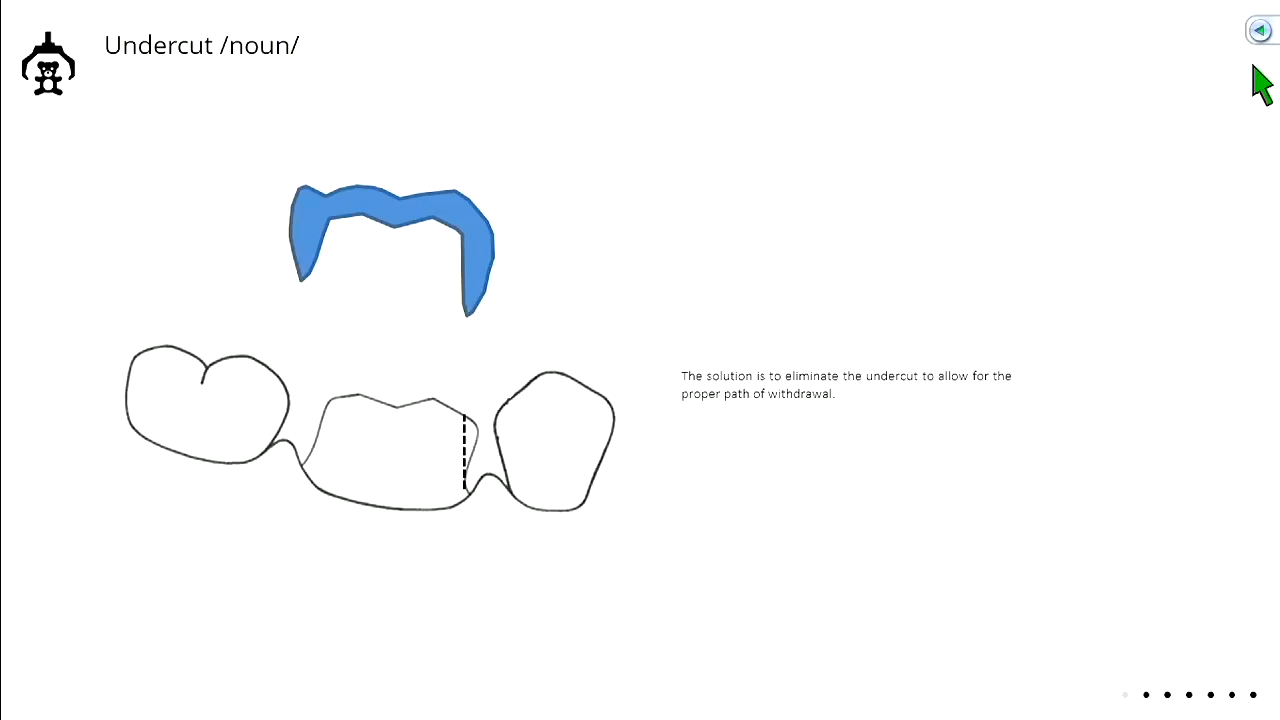 Undercut /noun/
The solution is to eliminate the undercut to allow for the
proper path of withdrawal.